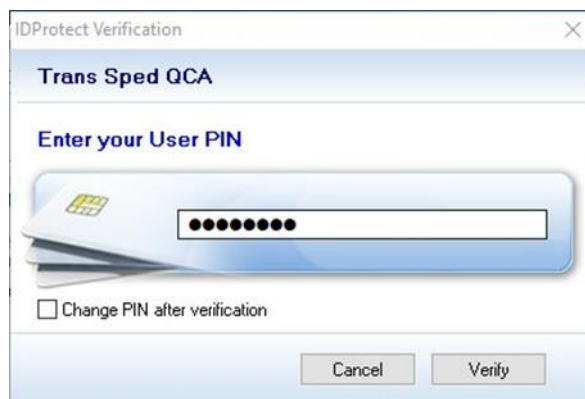 IDProtect Verification
Trans Sped QCA
Enter your User PIN
●●●●●●●●
Change PIN after verification
Cancel
Verify